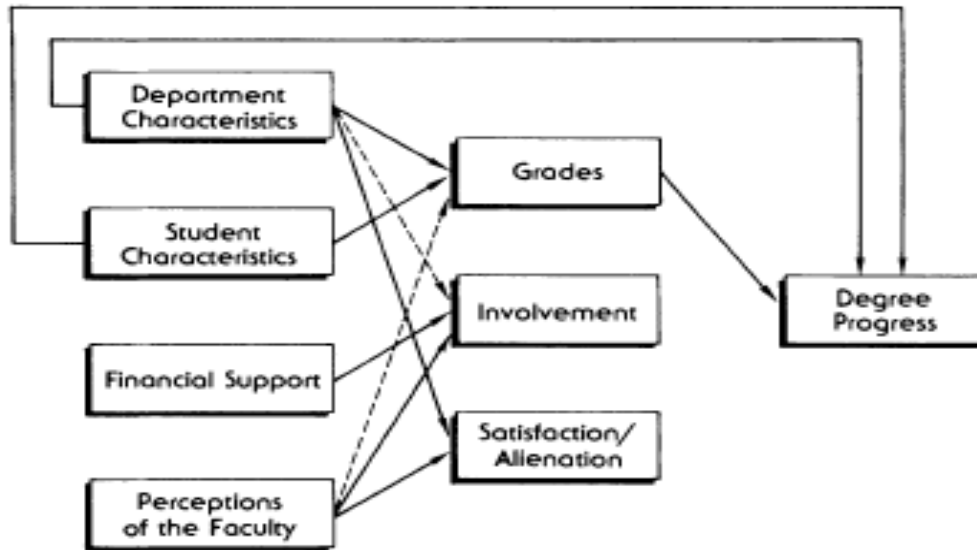 Department
Characteristics
Student
Characteristics
Financial Support
Perceptions
of the Faculty
Grades
Involvement
Satisfaction/
Alienation
Degree
Progress